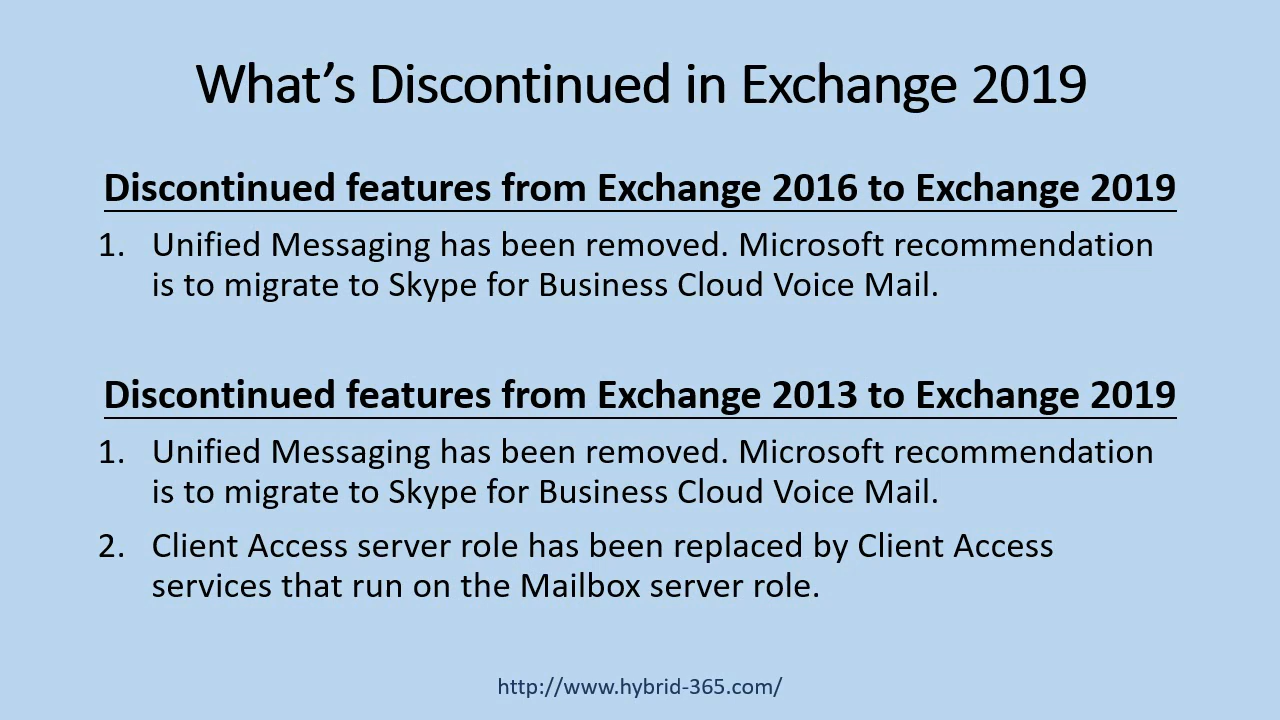 What’s Discontinued in Exchange 2019
Discontinued features from Exchange 2016 to Exchange 2019
1. Unified Messaging has been removed. Microsoft recommendation
is to migrate to Skype for Business Cloud Voice Mail.
Discontinued features from Exchange 2013 to Exchange 2019
1. Unified Messaging has been removed. Microsoft recommendation
is to migrate to Skype for Business Cloud Voice Mail.
2. Client Access server role has been replaced by Client Access
services that run on the Mailbox server role.
http://www.hybrid-365.com/